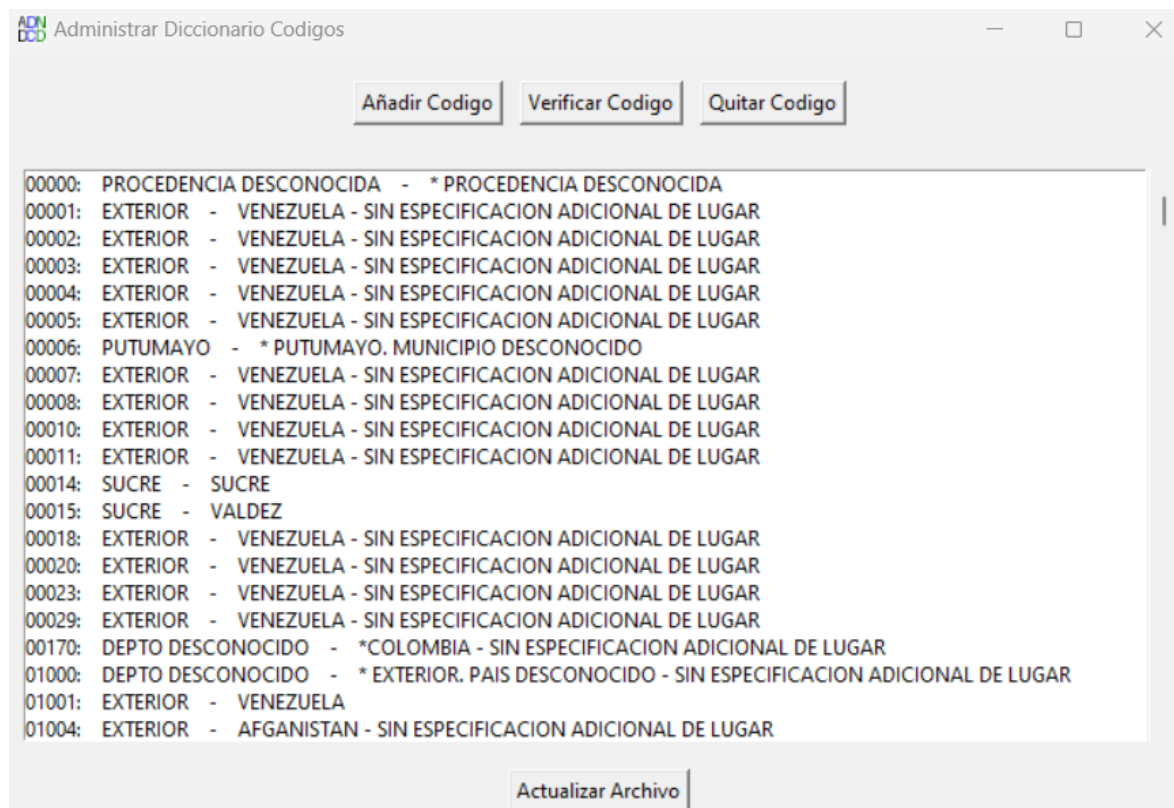 ADN
DCD Administrar Diccionario Codigos
Añadir Codigo Verificar Codigo Quitar Codigo
00000: PROCEDENCIA DESCONOCIDA - * PROCEDENCIA DESCONOCIDA
00001: EXTERIOR - VENEZUELA - SIN ESPECIFICACION ADICIONAL DE LUGAR
00002: EXTERIOR - VENEZUELA - SIN ESPECIFICACION ADICIONAL DE LUGAR
00003: EXTERIOR - VENEZUELA - SIN ESPECIFICACION ADICIONAL DE LUGAR
00004: EXTERIOR - VENEZUELA - SIN ESPECIFICACION ADICIONAL DE LUGAR
00005: EXTERIOR - VENEZUELA - SIN ESPECIFICACION ADICIONAL DE LUGAR
00006: PUTUMAYO - * PUTUMAYO. MUNICIPIO DESCONOCIDO
00007: EXTERIOR - VENEZUELA - SIN ESPECIFICACION ADICIONAL DE LUGAR
00008: EXTERIOR - VENEZUELA - SIN ESPECIFICACION ADICIONAL DE LUGAR
00010: EXTERIOR - VENEZUELA - SIN ESPECIFICACION ADICIONAL DE LUGAR
00011: EXTERIOR - VENEZUELA - SIN ESPECIFICACION ADICIONAL DE LUGAR
00014: SUCRE - SUCRE
00015: SUCRE - VALDEZ
00018: EXTERIOR - VENEZUELA - SIN ESPECIFICACION ADICIONAL DE LUGAR
00020: EXTERIOR - VENEZUELA - SIN ESPECIFICACION ADICIONAL DE LUGAR
00023: EXTERIOR - VENEZUELA - SIN ESPECIFICACION ADICIONAL DE LUGAR
00029: EXTERIOR - VENEZUELA - SIN ESPECIFICACION ADICIONAL DE LUGAR
00170: DEPTO DESCONOCIDO - *COLOMBIA - SIN ESPECIFICACION ADICIONAL DE LUGAR
01000: DEPTO DESCONOCIDO - * EXTERIOR. PAIS DESCONOCIDO - SIN ESPECIFICACION ADICIONAL DE LUGAR
01001: EXTERIOR - VENEZUELA
01004: EXTERIOR - AFGANISTAN - SIN ESPECIFICACION ADICIONAL DE LUGAR
Actualizar Archivo